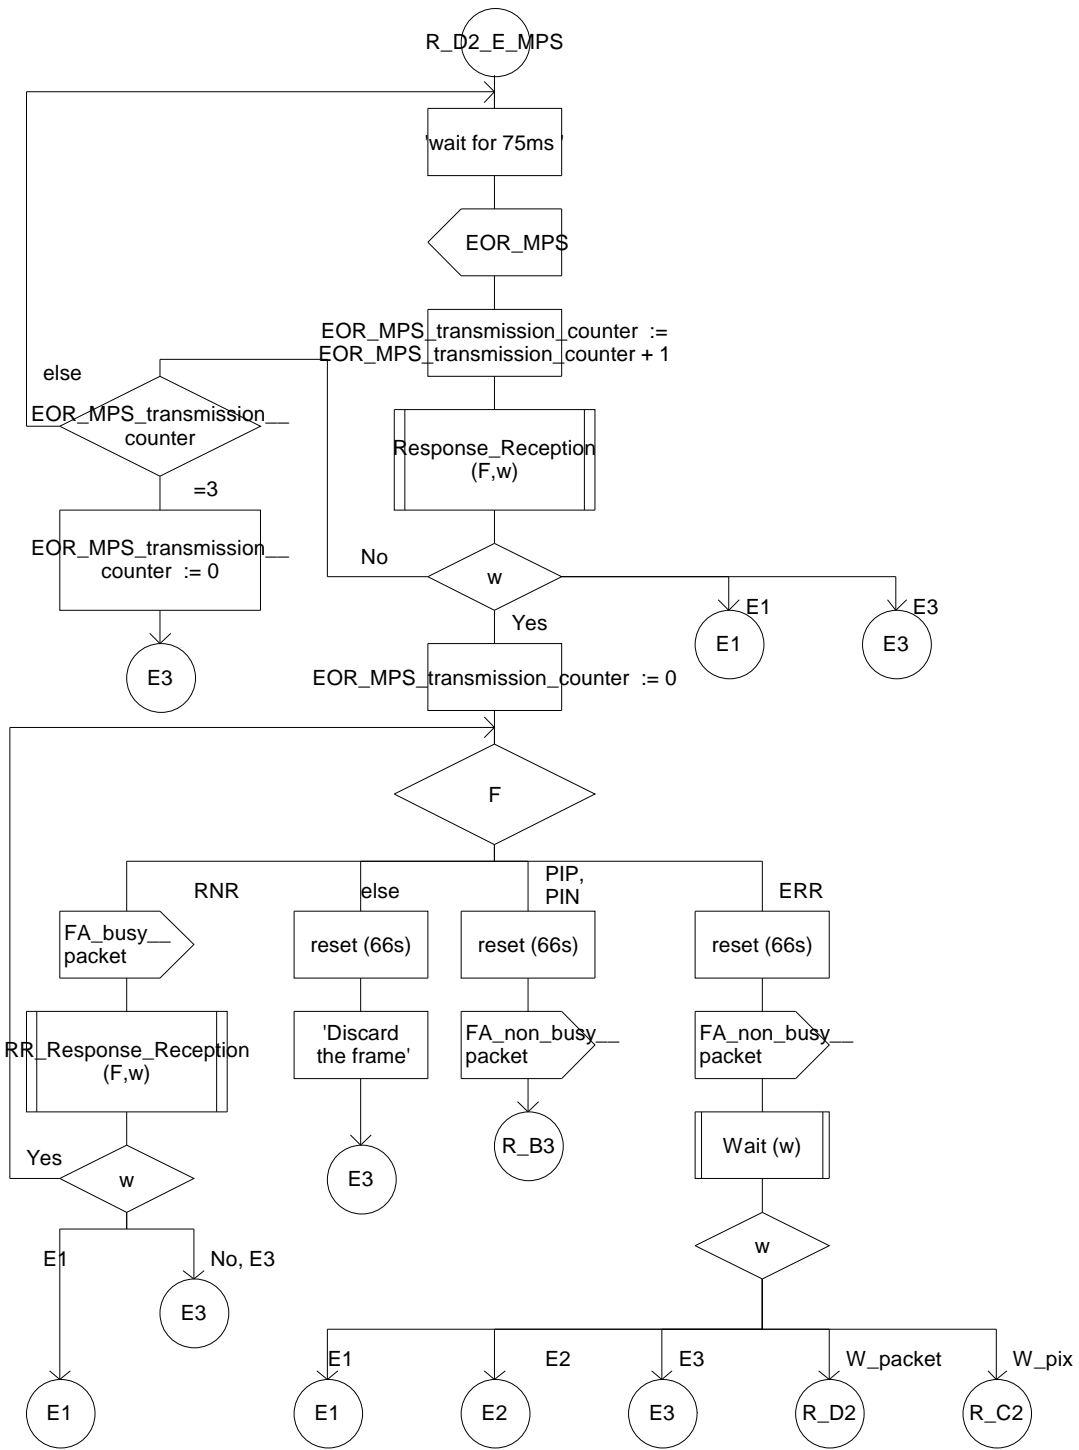 R_D2_E_MPS
'wait for 75ms '
EOR_MPS
EOR_MPS_transmission_counter :=
EOR_MPS_transmission_counter + 1
else
EOR_MPS_transmission__
counter
Response_Reception
(F,w)
=3
EOR_MPS_transmission__
counter := 0
No
w
E1
E3
Yes
E1
E3
E3
EOR_MPS_transmission_counter := 0
F
RNR
else
PIP,
PIN
ERR
FA_busy__
packet
reset (66s)
reset (66s)
reset (66s)
RR_Response_Reception
(F,w)
'Discard
the frame'
FA_non_busy__
packet
FA_non_busy__
packet
Yes
w
E3
R_B3
Wait (w)
E1
No, E3
w
E3
E1
E2
E3
W_packet
W_pix
E1
E1
E2
E3
R_D2
R_C2